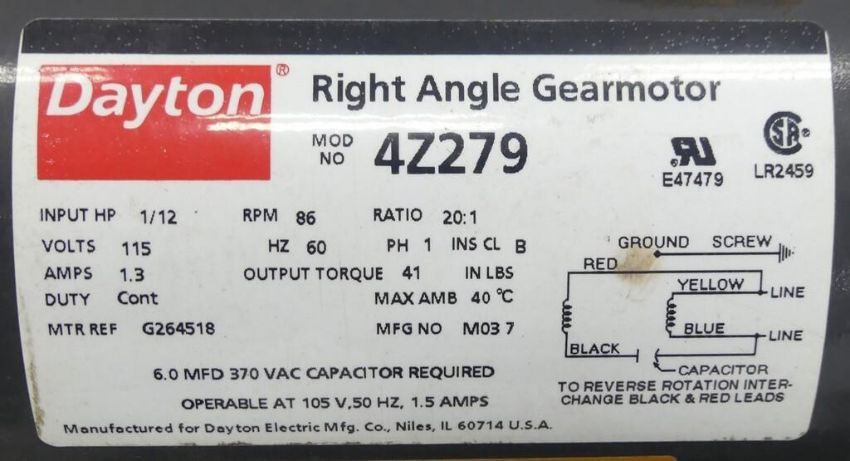 Dayton®
Right Angle Gearmotor
MOD NO 4Z279
UR
E47479
SA
LR2459
INPUT HP 1/12 RPM 86 RATIO 20:1
VOLTS 115 HZ 60 PH 1 INS CL B
AMPS 1.3 OUTPUT TORQUE 41 IN LBS
DUTY Cont MAX AMB 40 °C
MTR REF G264518 MFG NO M03 7
6.0 MFD 370 VAC CAPACITOR REQUIRED
OPERABLE AT 105 V,50 HZ, 1.5 AMPS
Manufactured for Dayton Electric Mfg. Co., Niles, IL 60714 U.S.A.
GROUND SCREW
RED
YELLOW
LINE
BLUE
LINE
BLACK
CAPACITOR
TO REVERSE ROTATION INTER-
CHANGE BLACK & RED LEADS